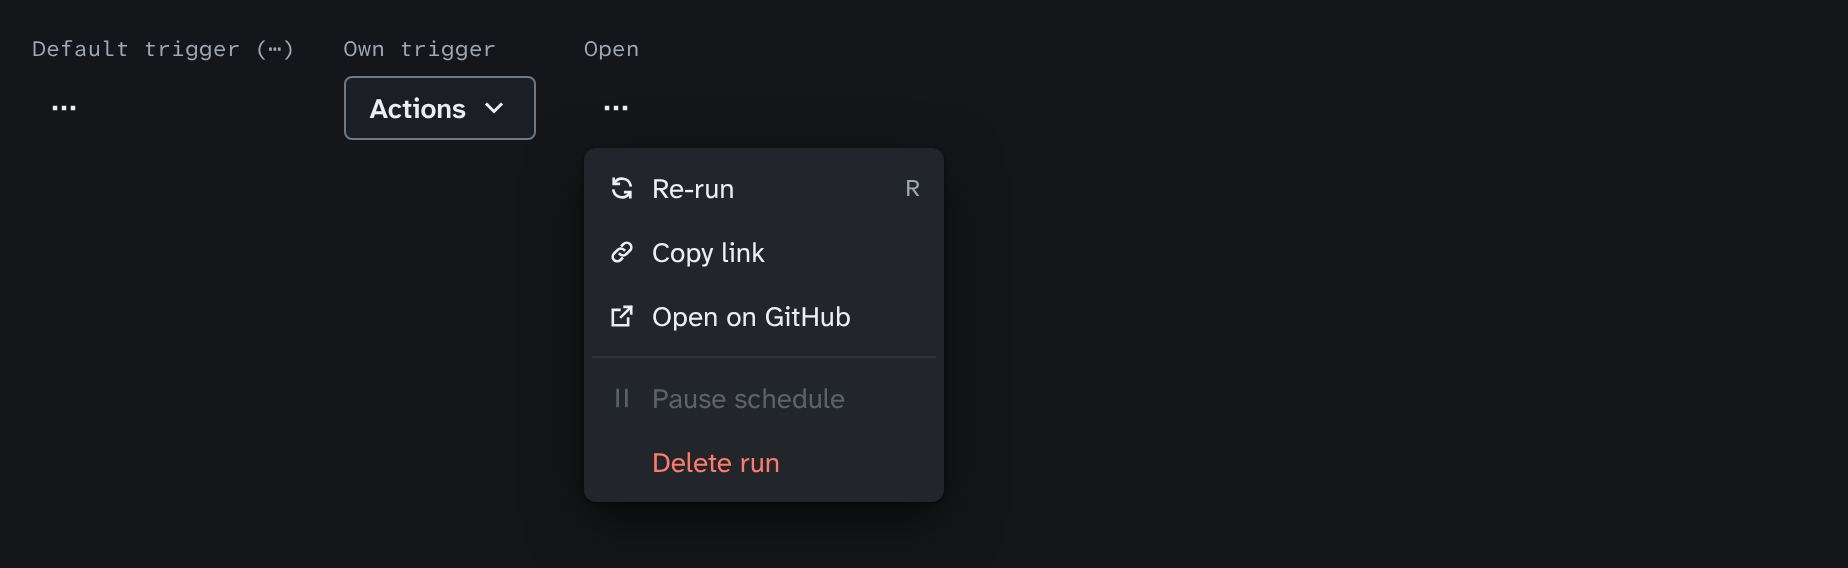 Default trigger (⋯)
Own trigger
Open
Actions
Re-run R
Copy link
Open on GitHub
Pause schedule
Delete run